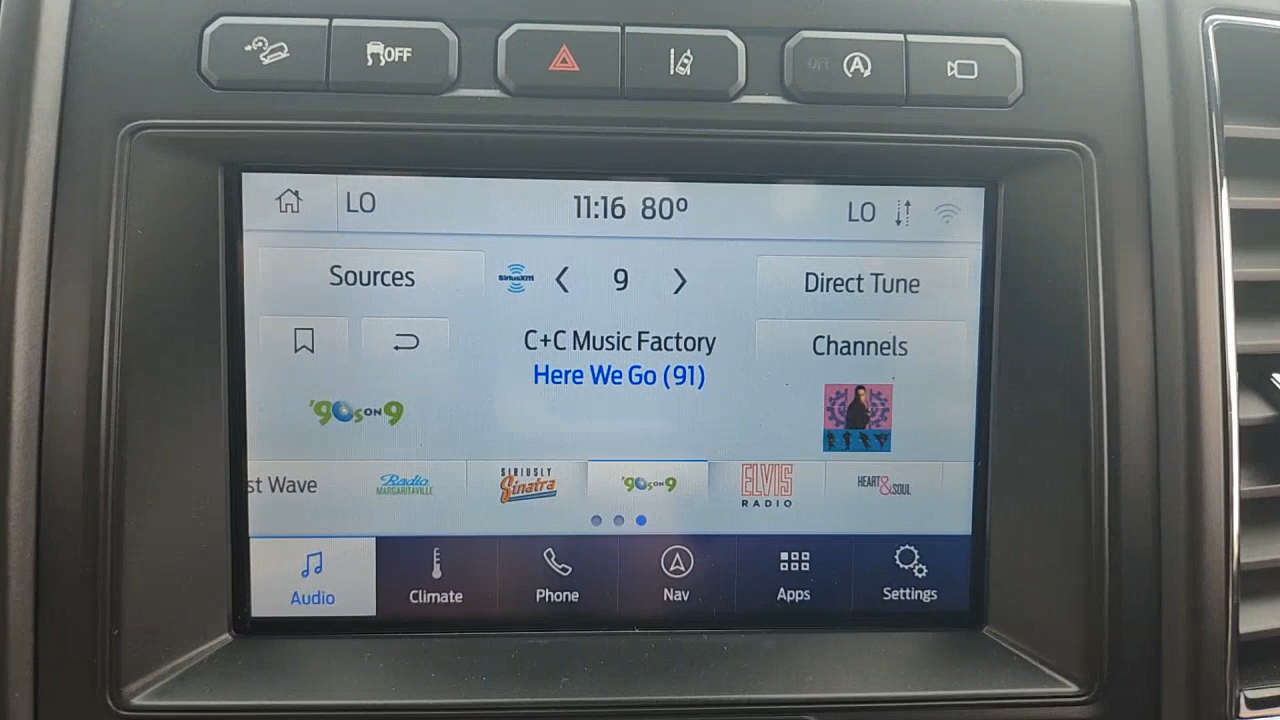 OFF
OFF A
LO 11:16 80° LO
Sources
SiriusXM
9
Direct Tune
C+C Music Factory
Channels
Here We Go (91)
'90s ON 9
st Wave
Radio
MARGARITAVILLE
SIRIUSLY
Sinatra
'90s ON 9
ELVIS
RADIO
HEART & SOUL
Audio
Climate
Phone
Nav
Apps
Settings